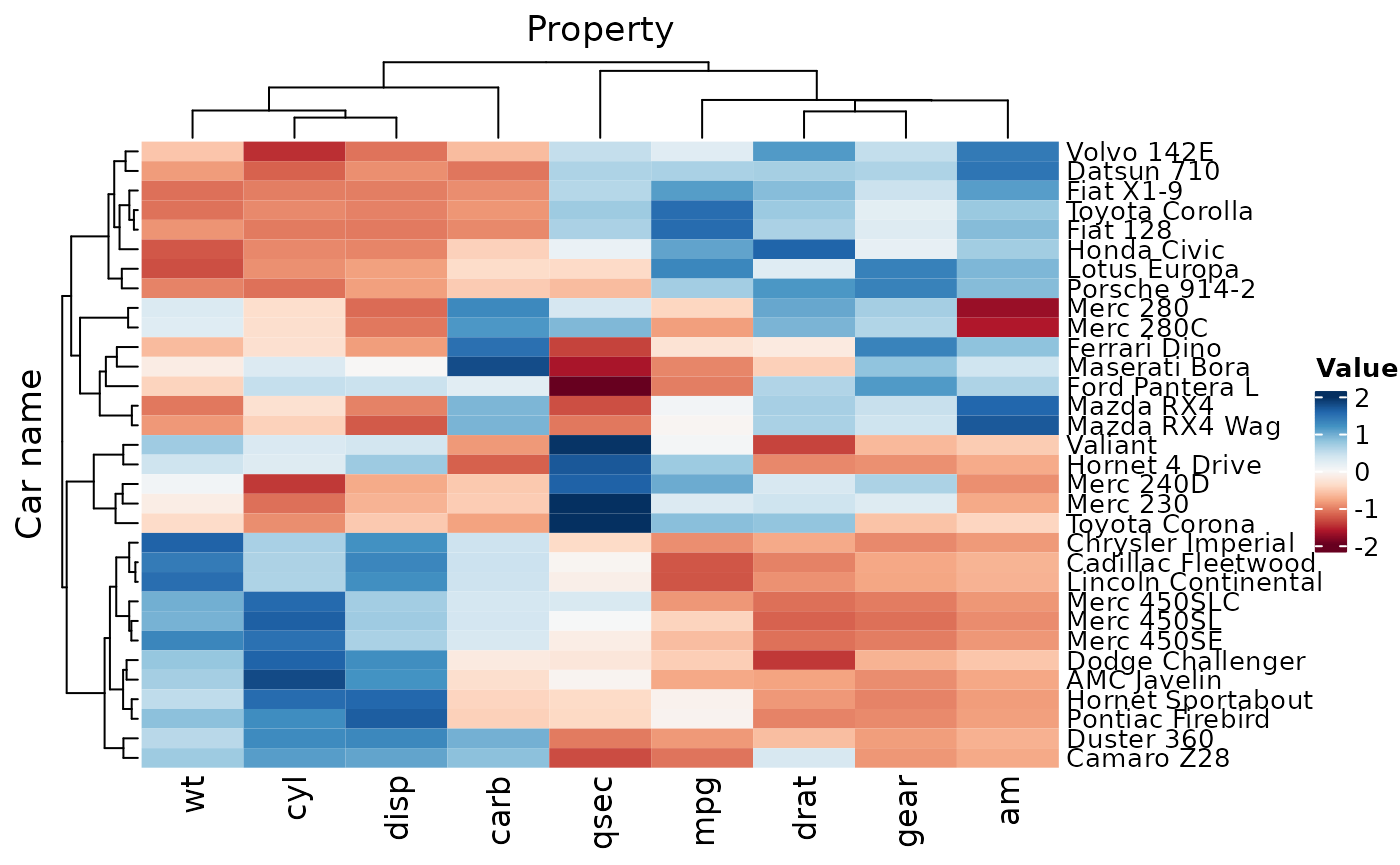 Property
Car name
Volvo 142E
Datsun 710
Fiat X1-9
Toyota Corolla
Fiat 128
Honda Civic
Lotus Europa
Porsche 914-2
Merc 280
Merc 280C
Ferrari Dino
Maserati Bora
Ford Pantera L
Mazda RX4
Mazda RX4 Wag
Valiant
Hornet 4 Drive
Merc 240D
Merc 230
Toyota Corona
Chrysler Imperial
Cadillac Fleetwood
Lincoln Continental
Merc 450SLC
Merc 450SL
Merc 450SE
Dodge Challenger
AMC Javelin
Hornet Sportabout
Pontiac Firebird
Duster 360
Camaro Z28
Value
2
1
0
-1
-2
wt
cyl
disp
carb
qsec
mpg
drat
gear
am